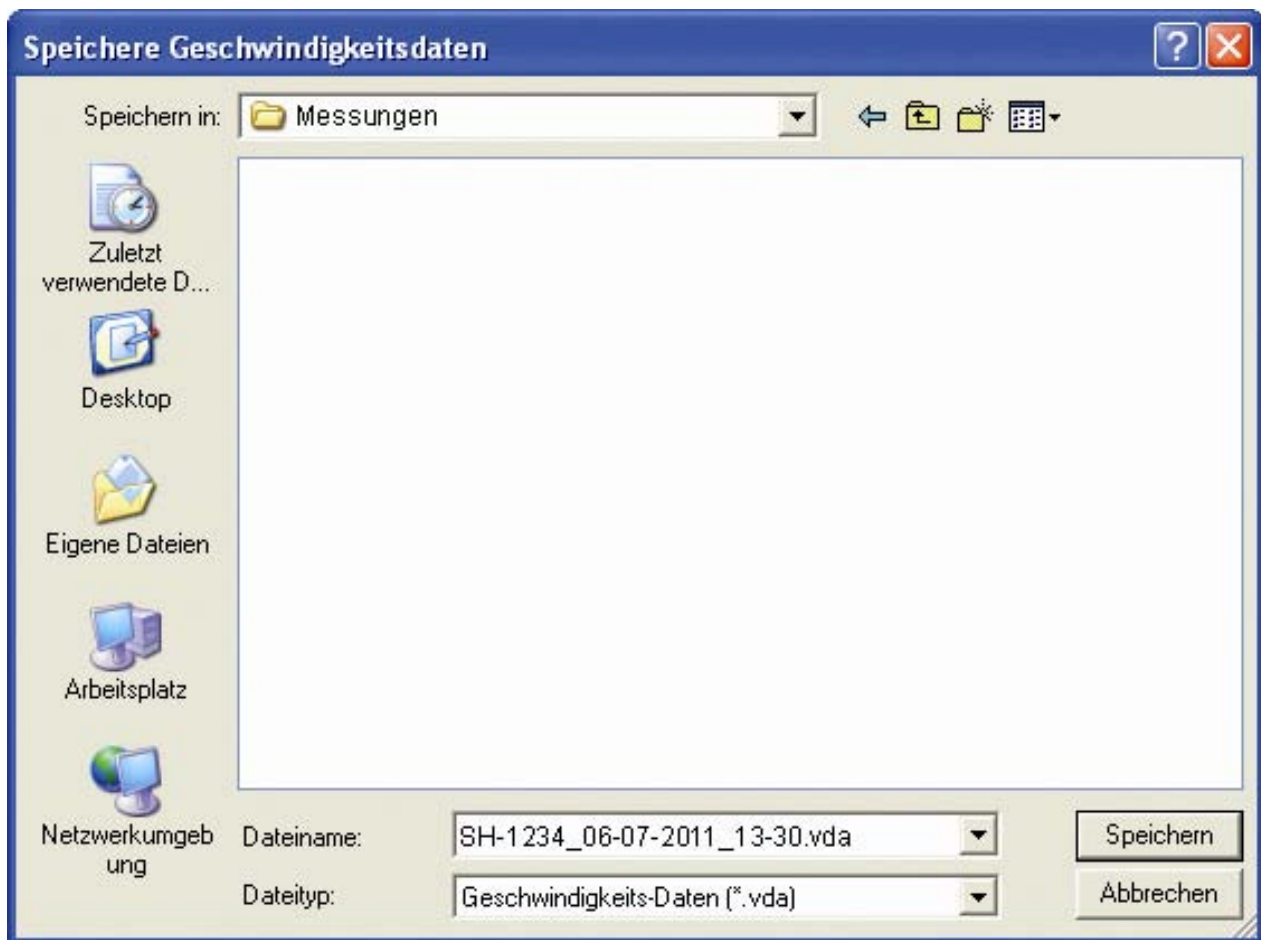 Speichere Geschwindigkeitsdaten
Speichern in:
Messungen
Zuletzt
verwendete D...
Desktop
Eigene Dateien
Arbeitsplatz
Netzwerkumgeb
ung
Dateiname:
SH-1234_06-07-2011_13-30.vda
Speichern
Dateityp:
Geschwindigkeits-Daten (*.vda)
Abbrechen